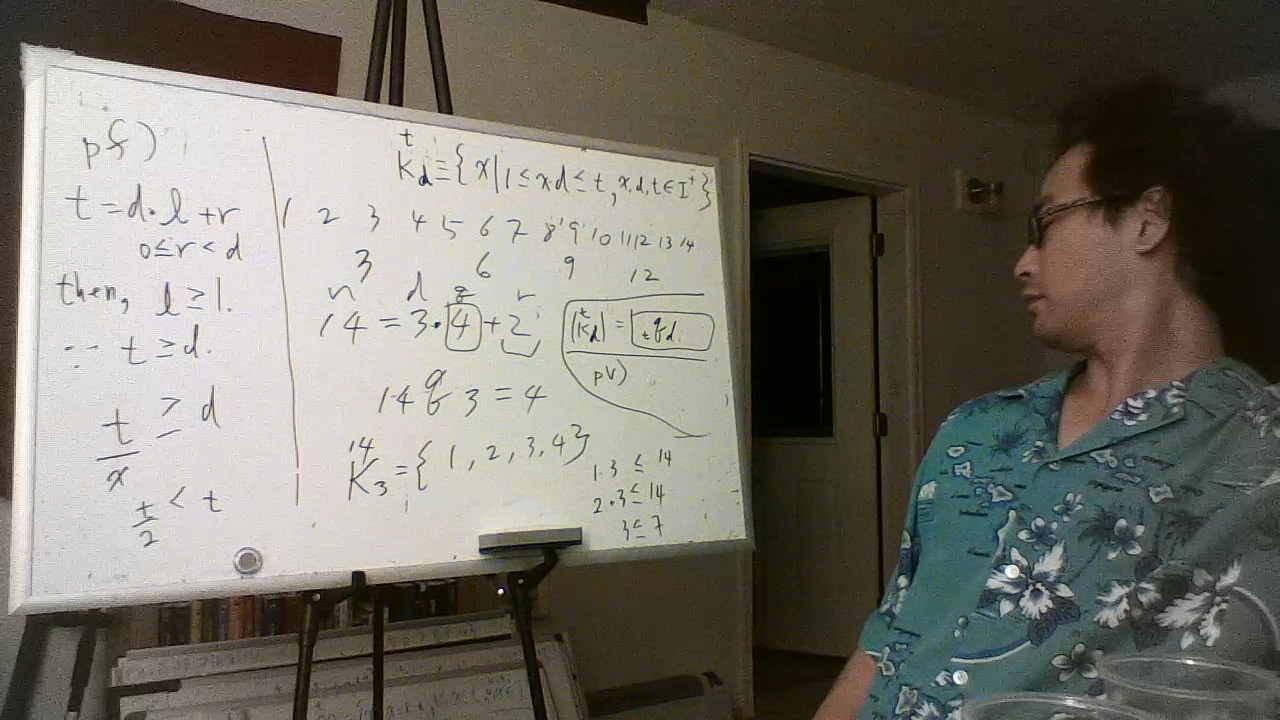 pf)
t = d·l + r
0 ≤ r < d
then, l ≥ 1.
∴ t ≥ d.
t/x ≥ d
t/2 < t
t
K_d ≡ { x | 1 ≤ x·d ≤ t, x, d, t ∈ I⁺ }
1 2 3 4 5 6 7 8 9 10 11 12 13 14
3 6 9 12
n d q r
14 = 3·4 + 2
14 q 3 = 4
14
K_3 = { 1, 2, 3, 4 }
t
|K_d| = t q d.
pf)
1·3 ≤ 14
2·3 ≤ 14
3 ≤ 7